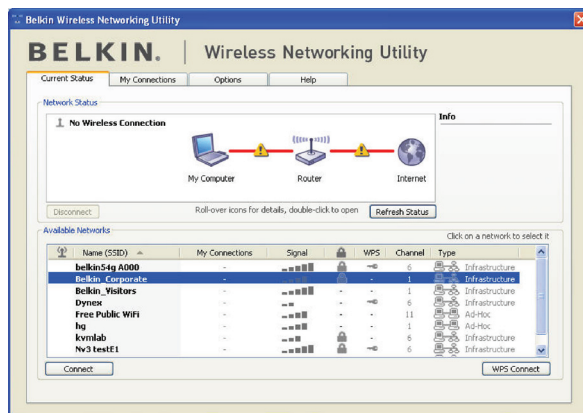 Belkin Wireless Networking Utility
BELKIN. | Wireless Networking Utility
Current Status My Connections Options Help
Network Status
No Wireless Connection
Info
My Computer Router Internet
Disconnect Roll-over icons for details, double-click to open Refresh Status
Available Networks
Click on a network to select it
Name (SSID) My Connections Signal WPS Channel Type
belkin54g A000 - 6 Infrastructure
Belkin_Corporate - - 1 Infrastructure
Belkin_Visitors - - - 1 Infrastructure
Dynex - - 6 Infrastructure
Free Public WiFi - - - 11 Ad-Hoc
hg - - - 1 Ad-Hoc
kvmlab - - 6 Infrastructure
Nv3 testE1 - 6 Infrastructure
Connect WPS Connect